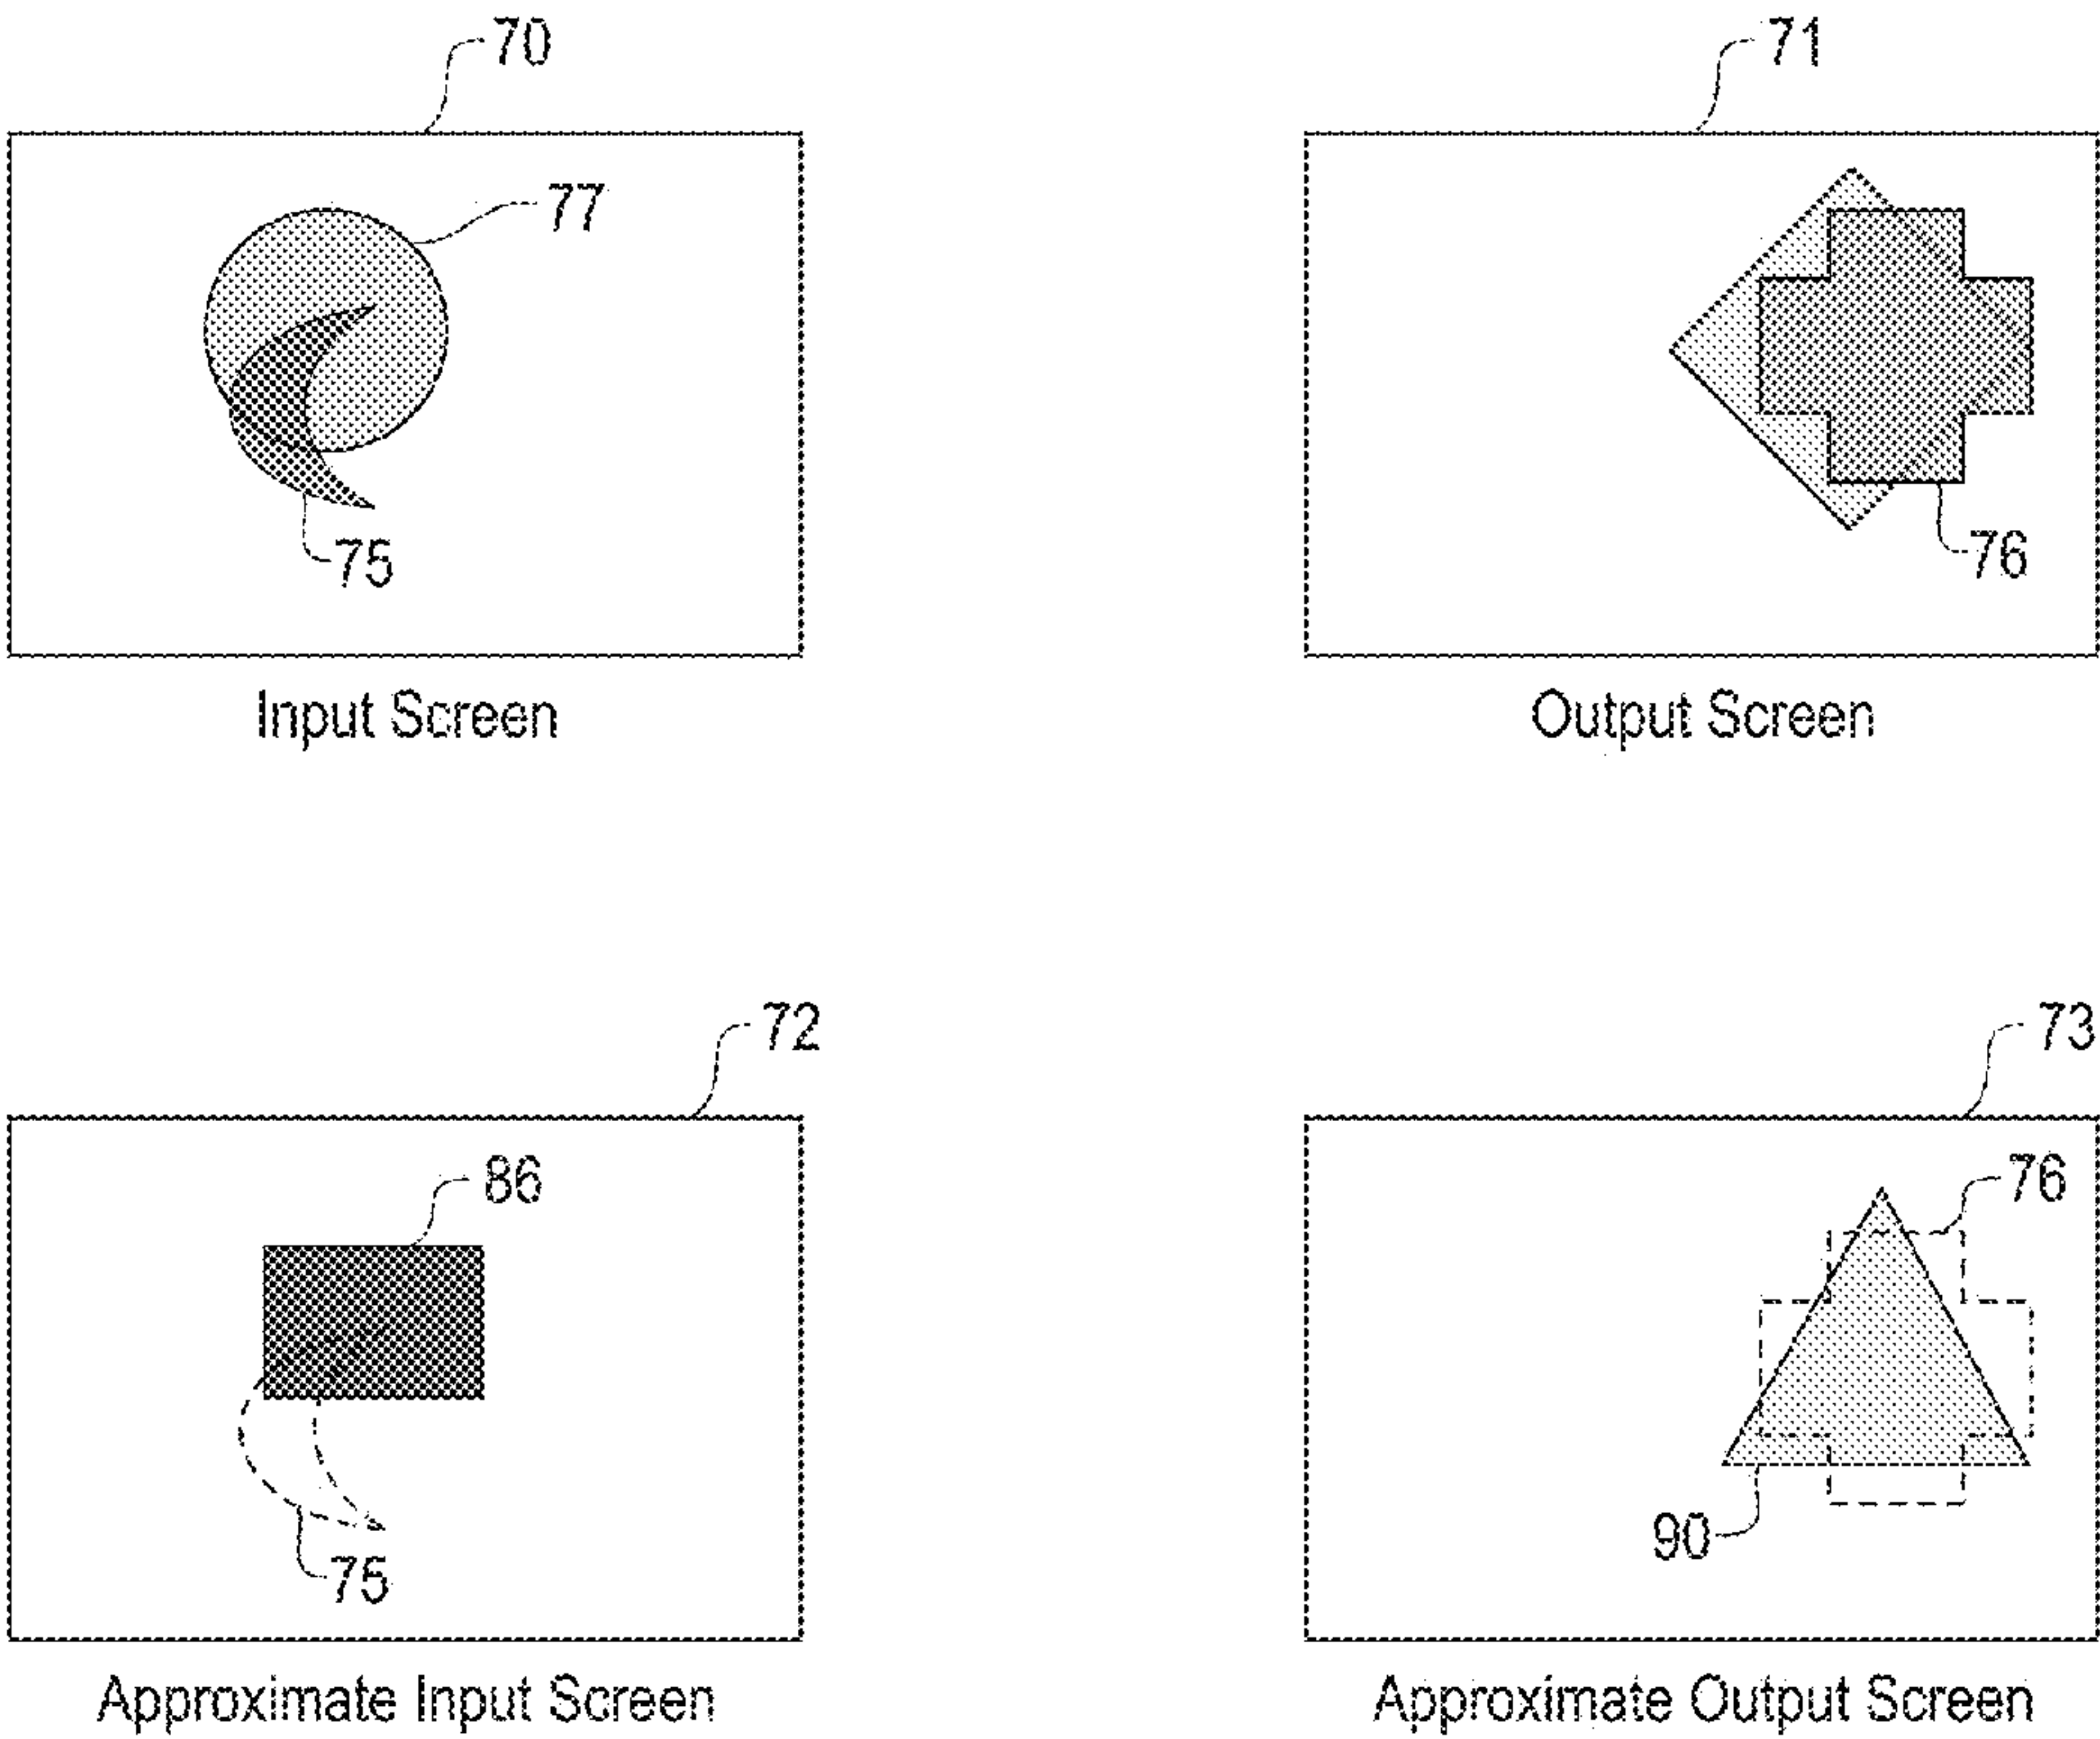 70
71
77
75
76
Input Screen
Output Screen
72
73
86
76
90
75
Approximate Input Screen
Approximate Output Screen